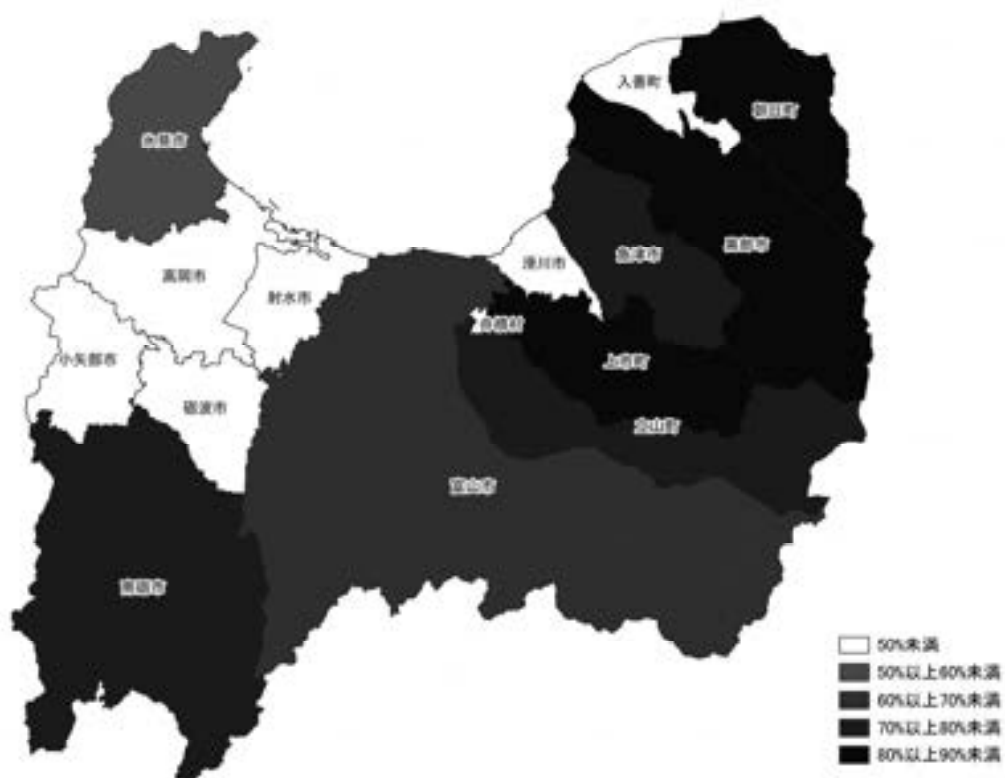 入善町
朝日町
氷見市
黒部市
魚津市
滑川市
高岡市
射水市
舟橋村
上市町
小矢部市
砺波市
立山町
富山市
南砺市
50%未満
50%以上60%未満
60%以上70%未満
70%以上80%未満
80%以上90%未満